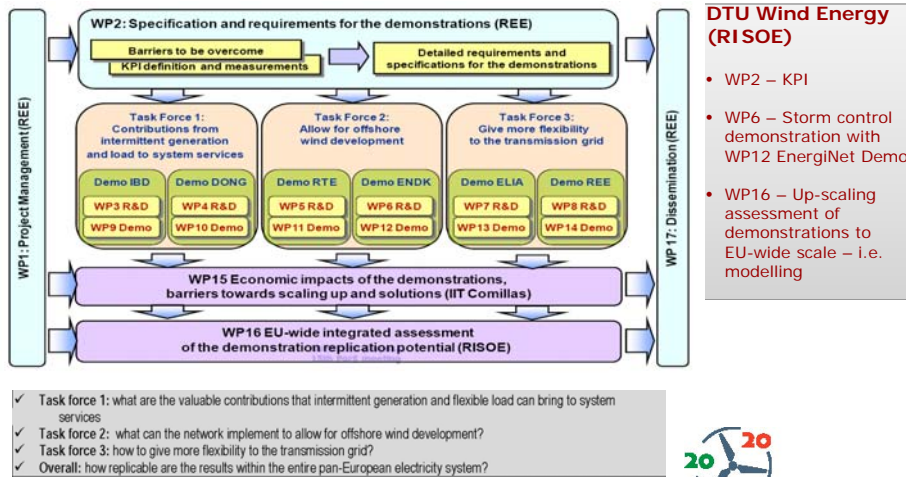 WP2: Specification and requirements for the demonstrations (REE)
Barriers to be overcome
KPI definition and measurements
Detailed requirements and
specifications for the demonstrations
WP1: Project Management (REE)
Task Force 1:
Contributions from
intermittent generation
and load to system services
Demo IBD
WP3 R&D
WP9 Demo
Demo DONG
WP4 R&D
WP10 Demo
Task Force 2:
Allow for offshore
wind development
Demo RTE
WP5 R&D
WP11 Demo
Demo ENDK
WP6 R&D
WP12 Demo
Task Force 3:
Give more flexibility
to the transmission grid
Demo ELIA
WP7 R&D
WP13 Demo
Demo REE
WP8 R&D
WP14 Demo
WP15 Economic impacts of the demonstrations,
barriers towards scaling up and solutions (IIT Comillas)
WP16 EU-wide integrated assessment
of the demonstration replication potential (RISOE)
WP17: Dissemination (REE)
DTU Wind Energy
(RISOE)
• WP2 – KPI
• WP6 – Storm control
demonstration with
WP12 EnergiNet Demo
• WP16 – Up-scaling
assessment of
demonstrations to
EU-wide scale – i.e.
modelling
✓ Task force 1: what are the valuable contributions that intermittent generation and flexible load can bring to system
services
✓ Task force 2: what can the network implement to allow for offshore wind development?
✓ Task force 3: how to give more flexibility to the transmission grid?
✓ Overall: how replicable are the results within the entire pan-European electricity system?
20
20